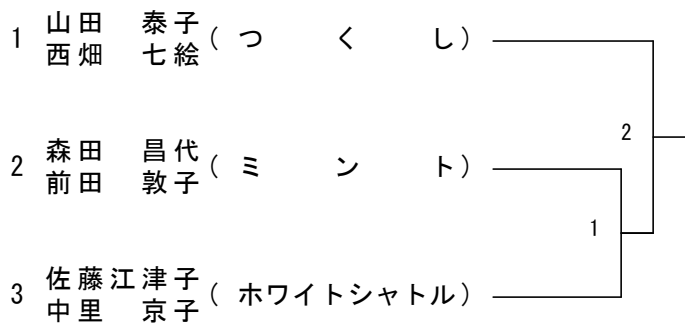 1 山田 泰子 西畑 七絵 ( つくし )
2
2 森田 昌代 前田 敦子 ( ミント )
1
3 佐藤江津子 中里 京子 ( ホワイトシャトル )